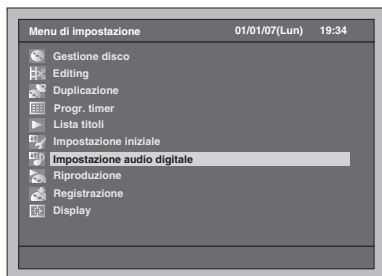 Menu di impostazione 01/01/07(Lun) 19:34
Gestione disco
Editing
Duplicazione
Progr. timer
Lista titoli
Impostazione iniziale
Impostazione audio digitale
Riproduzione
Registrazione
Display